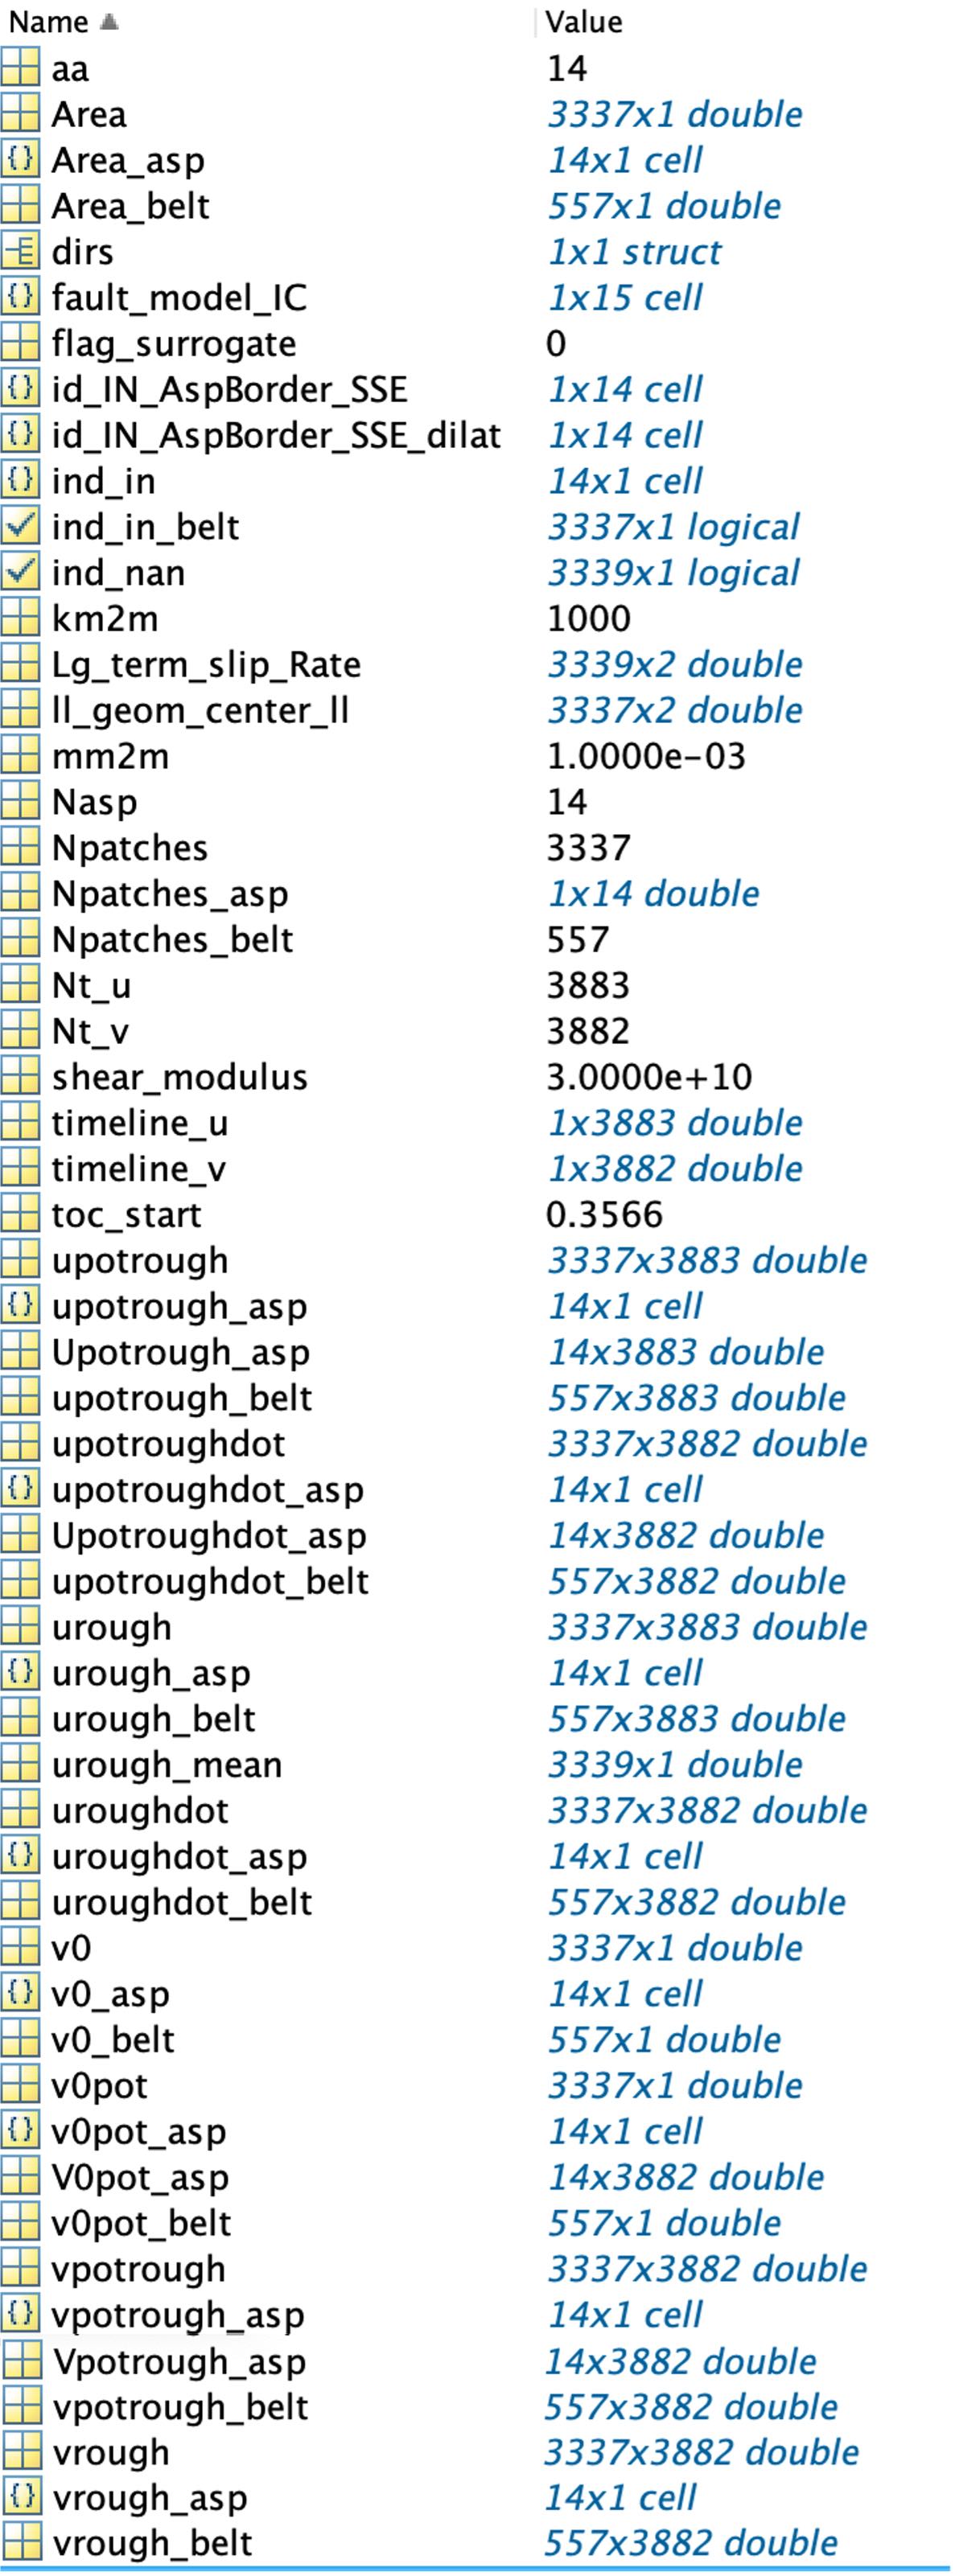 Name Value
aa 14
Area 3337x1 double
Area_asp 14x1 cell
Area_belt 557x1 double
dirs 1x1 struct
fault_model_IC 1x15 cell
flag_surrogate 0
id_IN_AspBorder_SSE 1x14 cell
id_IN_AspBorder_SSE_dilat 1x14 cell
ind_in 14x1 cell
ind_in_belt 3337x1 logical
ind_nan 3339x1 logical
km2m 1000
Lg_term_slip_Rate 3339x2 double
ll_geom_center_ll 3337x2 double
mm2m 1.0000e-03
Nasp 14
Npatches 3337
Npatches_asp 1x14 double
Npatches_belt 557
Nt_u 3883
Nt_v 3882
shear_modulus 3.0000e+10
timeline_u 1x3883 double
timeline_v 1x3882 double
toc_start 0.3566
upotrough 3337x3883 double
upotrough_asp 14x1 cell
Upotrough_asp 14x3883 double
upotrough_belt 557x3883 double
upotroughdot 3337x3882 double
upotroughdot_asp 14x1 cell
Upotroughdot_asp 14x3882 double
upotroughdot_belt 557x3882 double
urough 3337x3883 double
urough_asp 14x1 cell
urough_belt 557x3883 double
urough_mean 3339x1 double
uroughdot 3337x3882 double
uroughdot_asp 14x1 cell
uroughdot_belt 557x3882 double
v0 3337x1 double
v0_asp 14x1 cell
v0_belt 557x1 double
v0pot 3337x1 double
v0pot_asp 14x1 cell
V0pot_asp 14x3882 double
v0pot_belt 557x1 double
vpotrough 3337x3882 double
vpotrough_asp 14x1 cell
Vpotrough_asp 14x3882 double
vpotrough_belt 557x3882 double
vrough 3337x3882 double
vrough_asp 14x1 cell
vrough_belt 557x3882 double